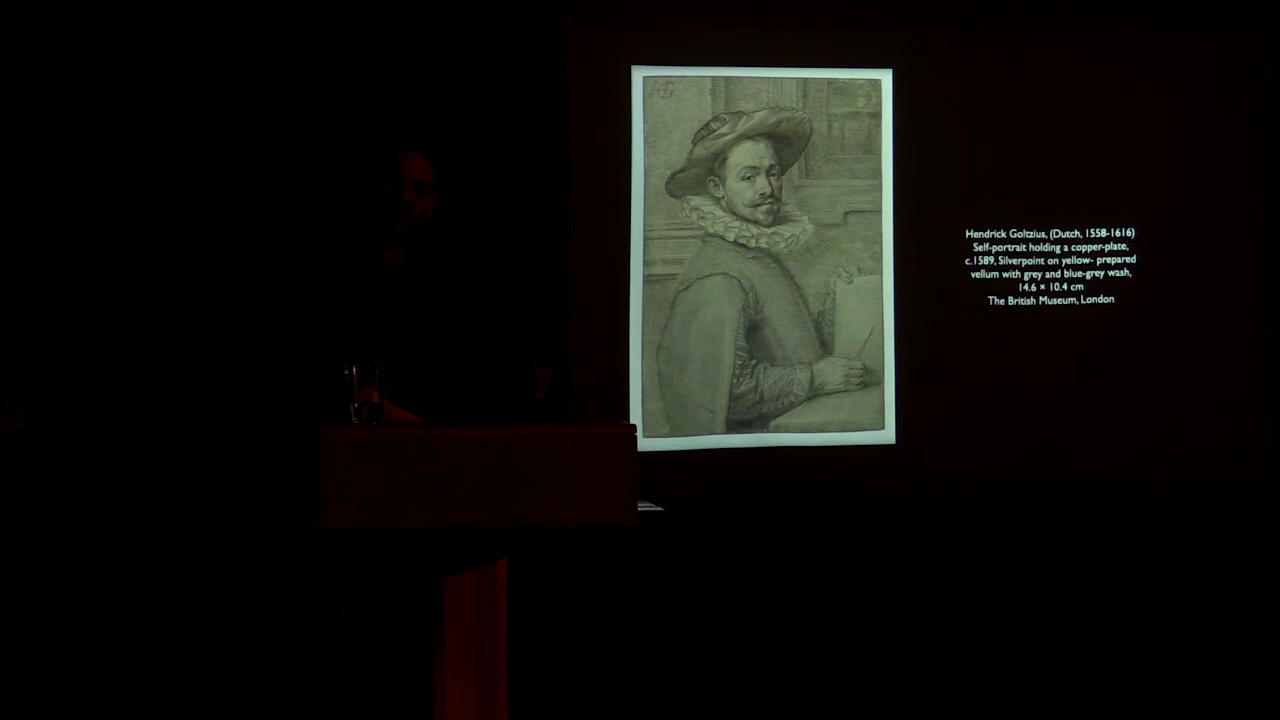 HG
Hendrick Goltzius, (Dutch, 1558-1616)
Self-portrait holding a copper-plate,
c.1589, Silverpoint on yellow- prepared
vellum with grey and blue-grey wash,
14.6 × 10.4 cm
The British Museum, London